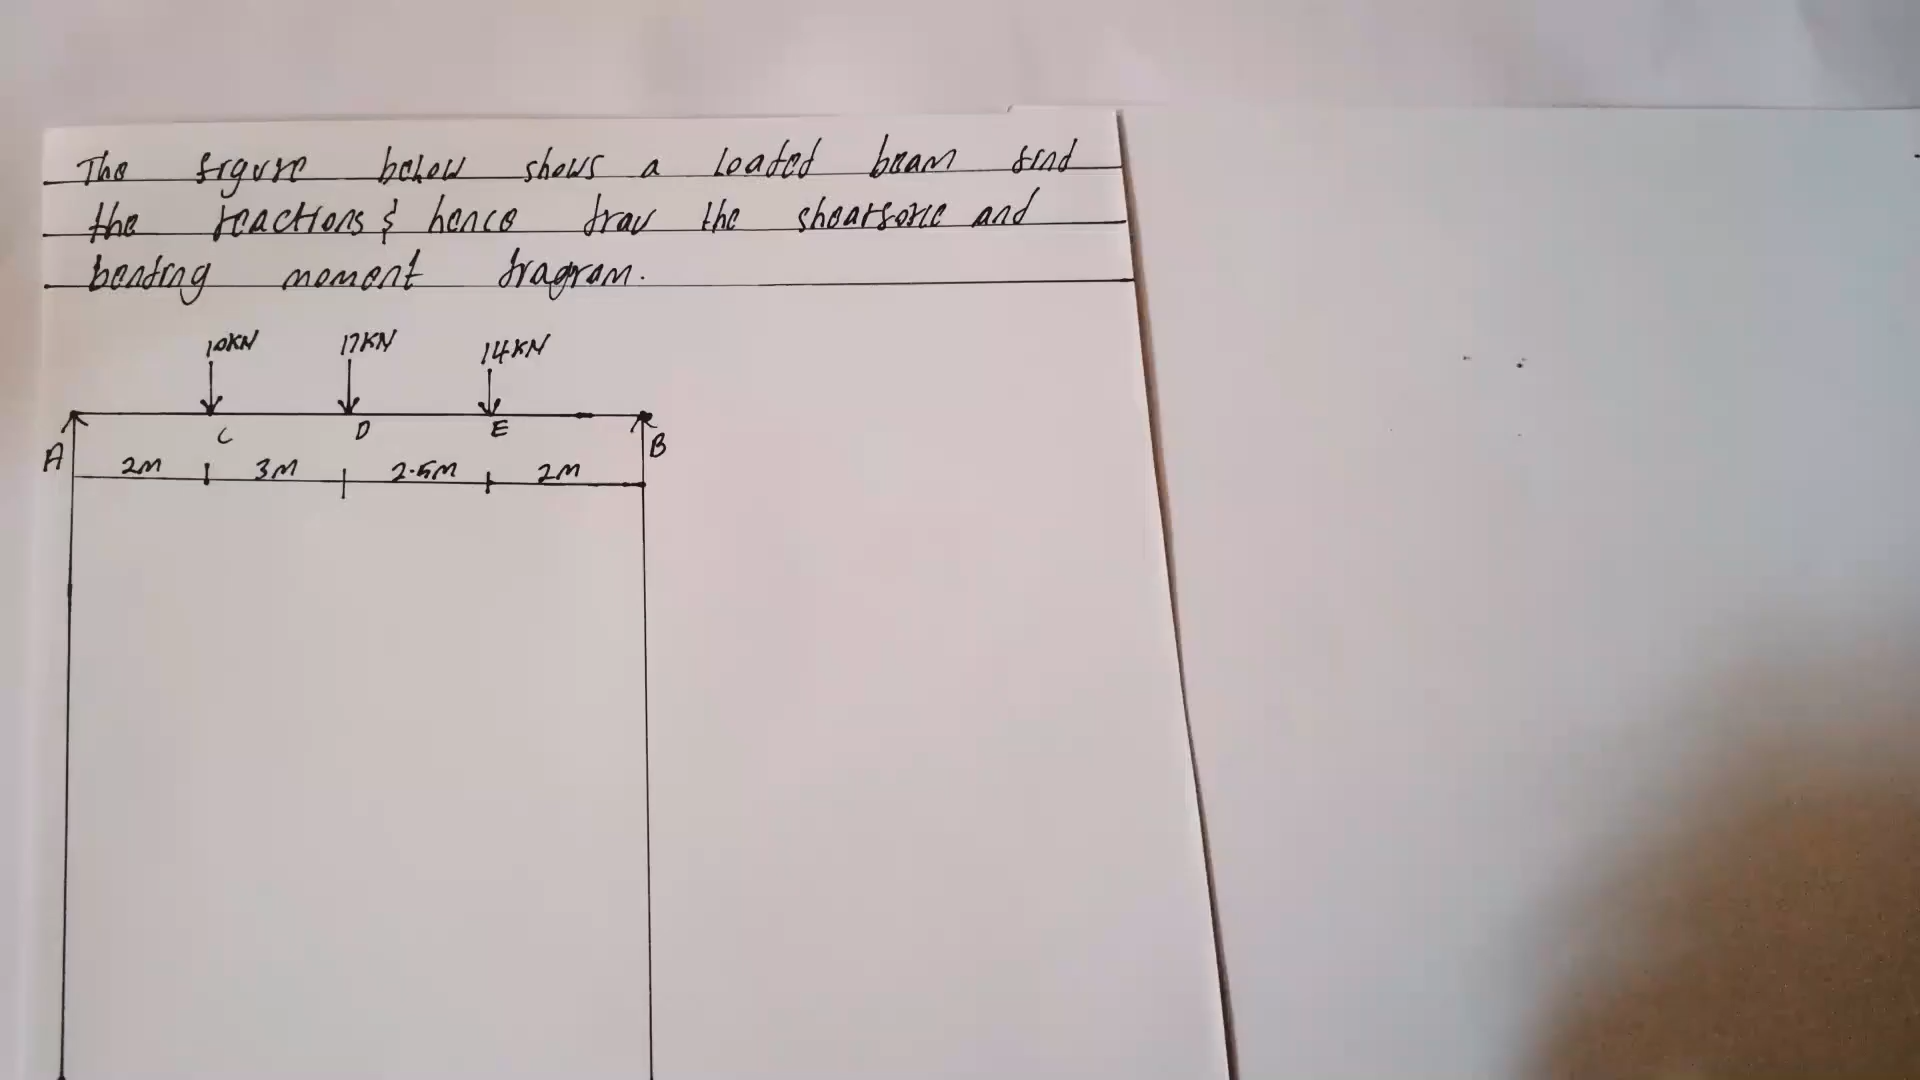 The figure below shows a loaded beam find
the reactions & hence draw the shearforce and
bending moment diagram.
10KN 17KN 14KN
A C D E B
2M 3M 2.5M 2M